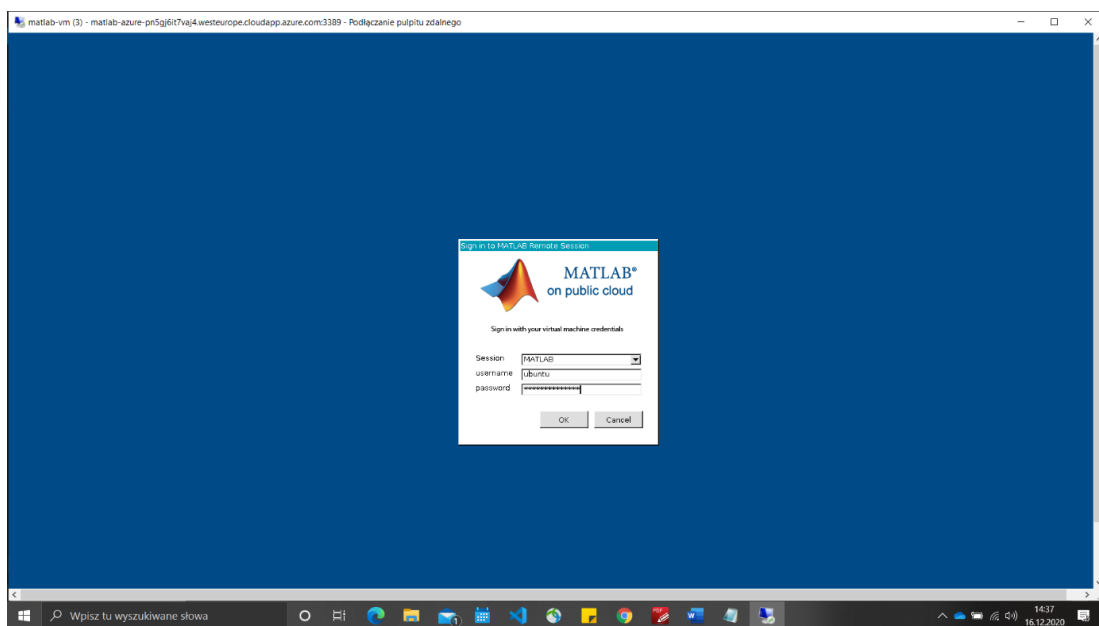 matlab-vm (3) - matlab-azure-pn5gj6it7vaj4.westeurope.cloudapp.azure.com:3389 - Podłączanie pulpitu zdalnego
Sign in to MATLAB Remote Session
MATLAB®
on public cloud
Sign in with your virtual machine credentials
Session MATLAB
username ubuntu
password **************
OK Cancel
Wpisz tu wyszukiwane słowa
14:37
16.12.2020